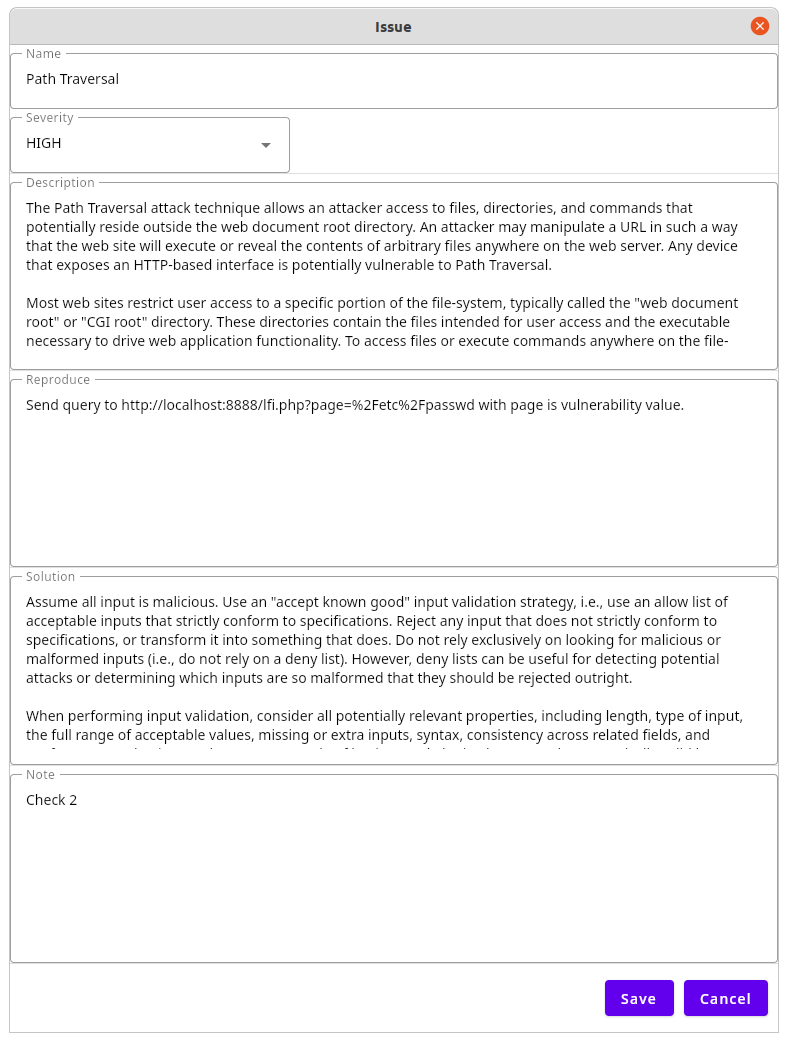 Issue
Name
Path Traversal
Severity
HIGH
Description
The Path Traversal attack technique allows an attacker access to files, directories, and commands that
potentially reside outside the web document root directory. An attacker may manipulate a URL in such a way
that the web site will execute or reveal the contents of arbitrary files anywhere on the web server. Any device
that exposes an HTTP-based interface is potentially vulnerable to Path Traversal.
Most web sites restrict user access to a specific portion of the file-system, typically called the "web document
root" or "CGI root" directory. These directories contain the files intended for user access and the executable
necessary to drive web application functionality. To access files or execute commands anywhere on the file-
Reproduce
Send query to http://localhost:8888/lfi.php?page=%2Fetc%2Fpasswd with page is vulnerability value.
Solution
Assume all input is malicious. Use an "accept known good" input validation strategy, i.e., use an allow list of
acceptable inputs that strictly conform to specifications. Reject any input that does not strictly conform to
specifications, or transform it into something that does. Do not rely exclusively on looking for malicious or
malformed inputs (i.e., do not rely on a deny list). However, deny lists can be useful for detecting potential
attacks or determining which inputs are so malformed that they should be rejected outright.
When performing input validation, consider all potentially relevant properties, including length, type of input,
the full range of acceptable values, missing or extra inputs, syntax, consistency across related fields, and
Note
Check 2
Save
Cancel